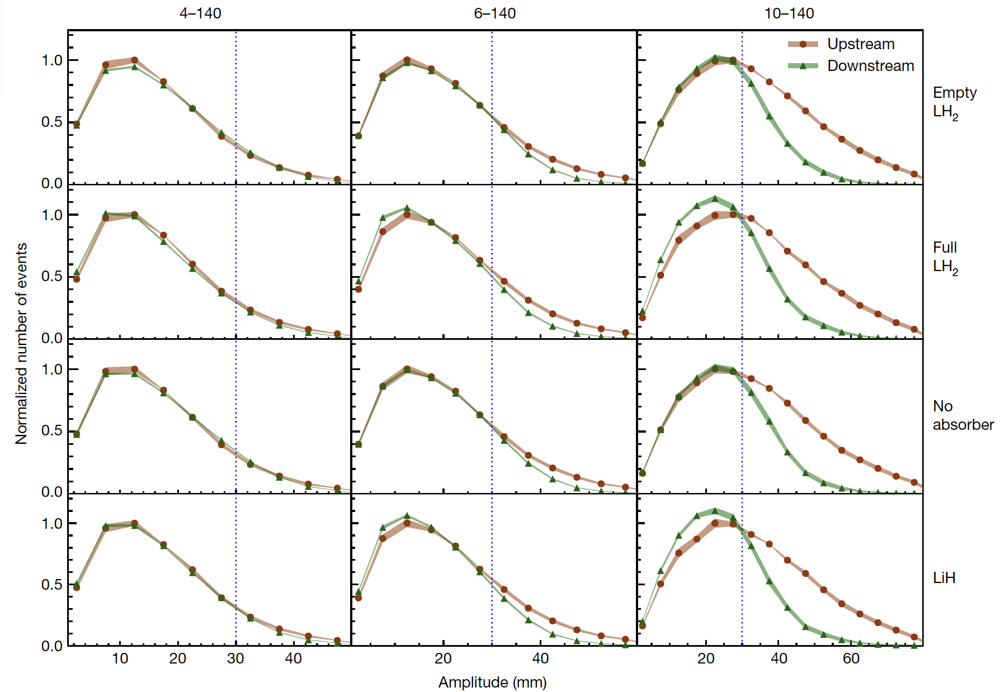 4–140 6–140 10–140
Upstream
Downstream
Normalized number of events
1.0
0.5
0.0
Empty
LH2
1.0
0.5
0.0
Full
LH2
1.0
0.5
0.0
No
absorber
1.0
0.5
0.0
LiH
10 20 30 40 20 40 20 40 60
Amplitude (mm)